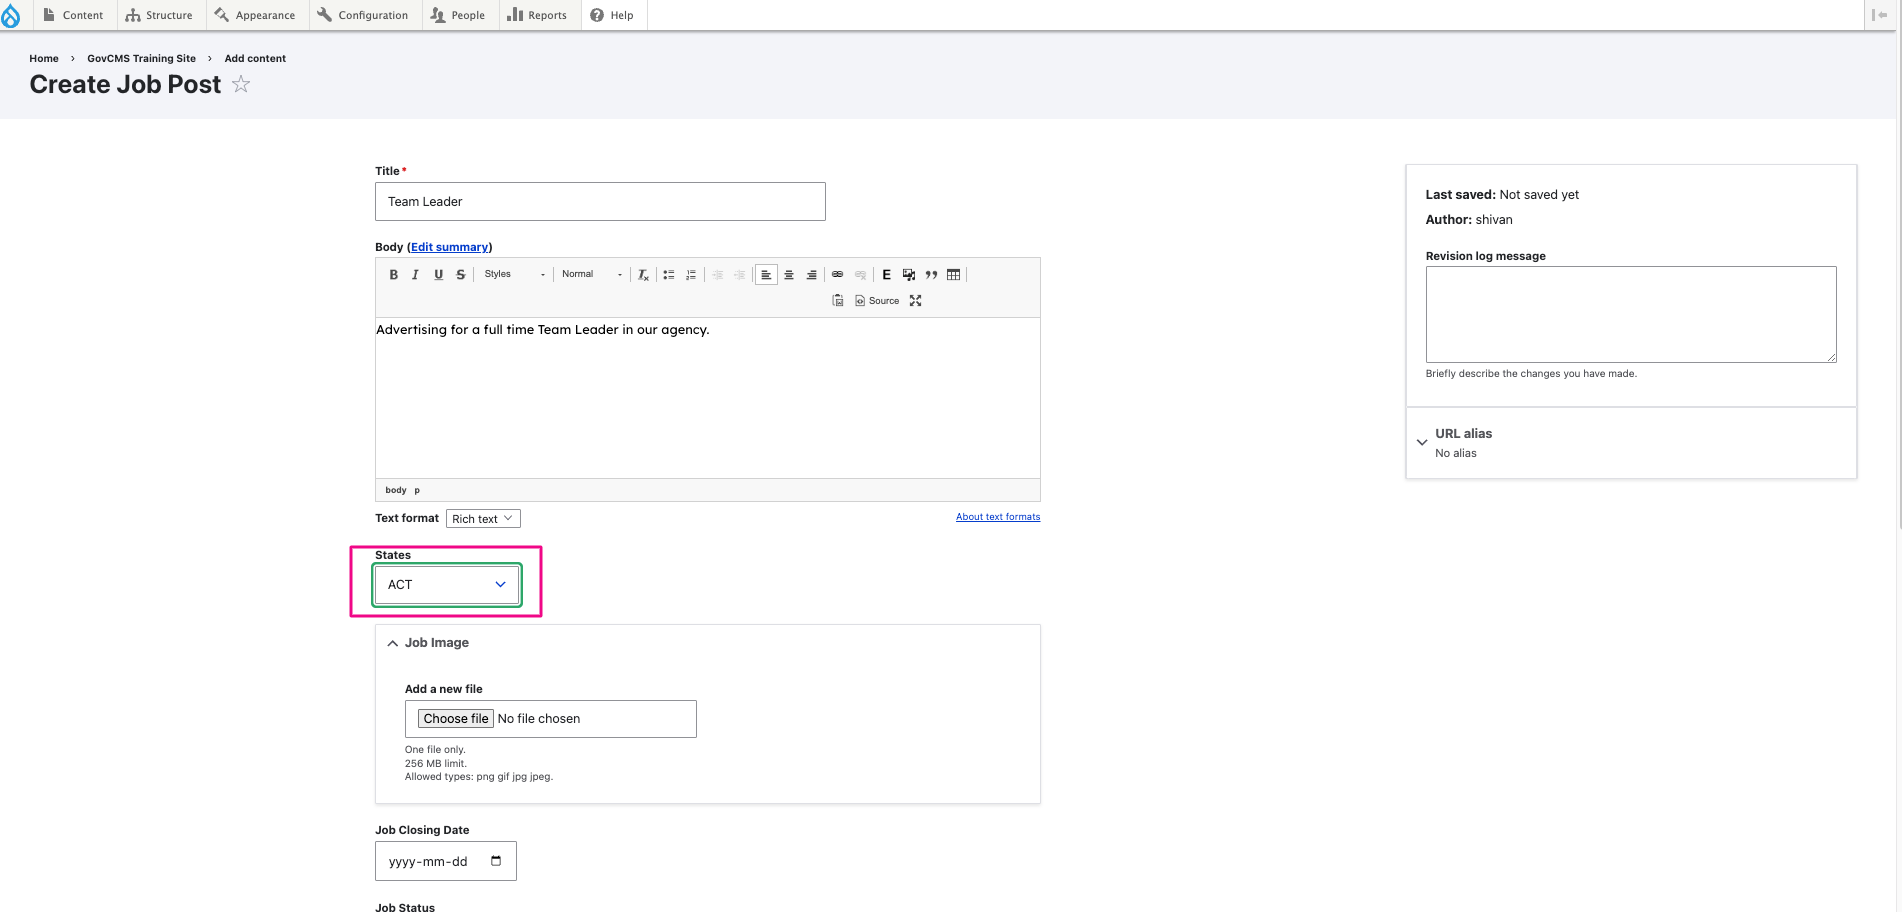 Content Structure Appearance Configuration People Reports Help
Home › GovCMS Training Site › Add content
Create Job Post
Title*
Team Leader
Body (Edit summary)
B I U S Styles Normal Tx E
Source
Advertising for a full time Team Leader in our agency.
body p
Text format Rich text
About text formats
States
ACT
Job Image
Add a new file
Choose file No file chosen
One file only.
256 MB limit.
Allowed types: png gif jpg jpeg.
Job Closing Date
yyyy-mm-dd
Job Status
Last saved: Not saved yet
Author: shivan
Revision log message
Briefly describe the changes you have made.
URL alias
No alias